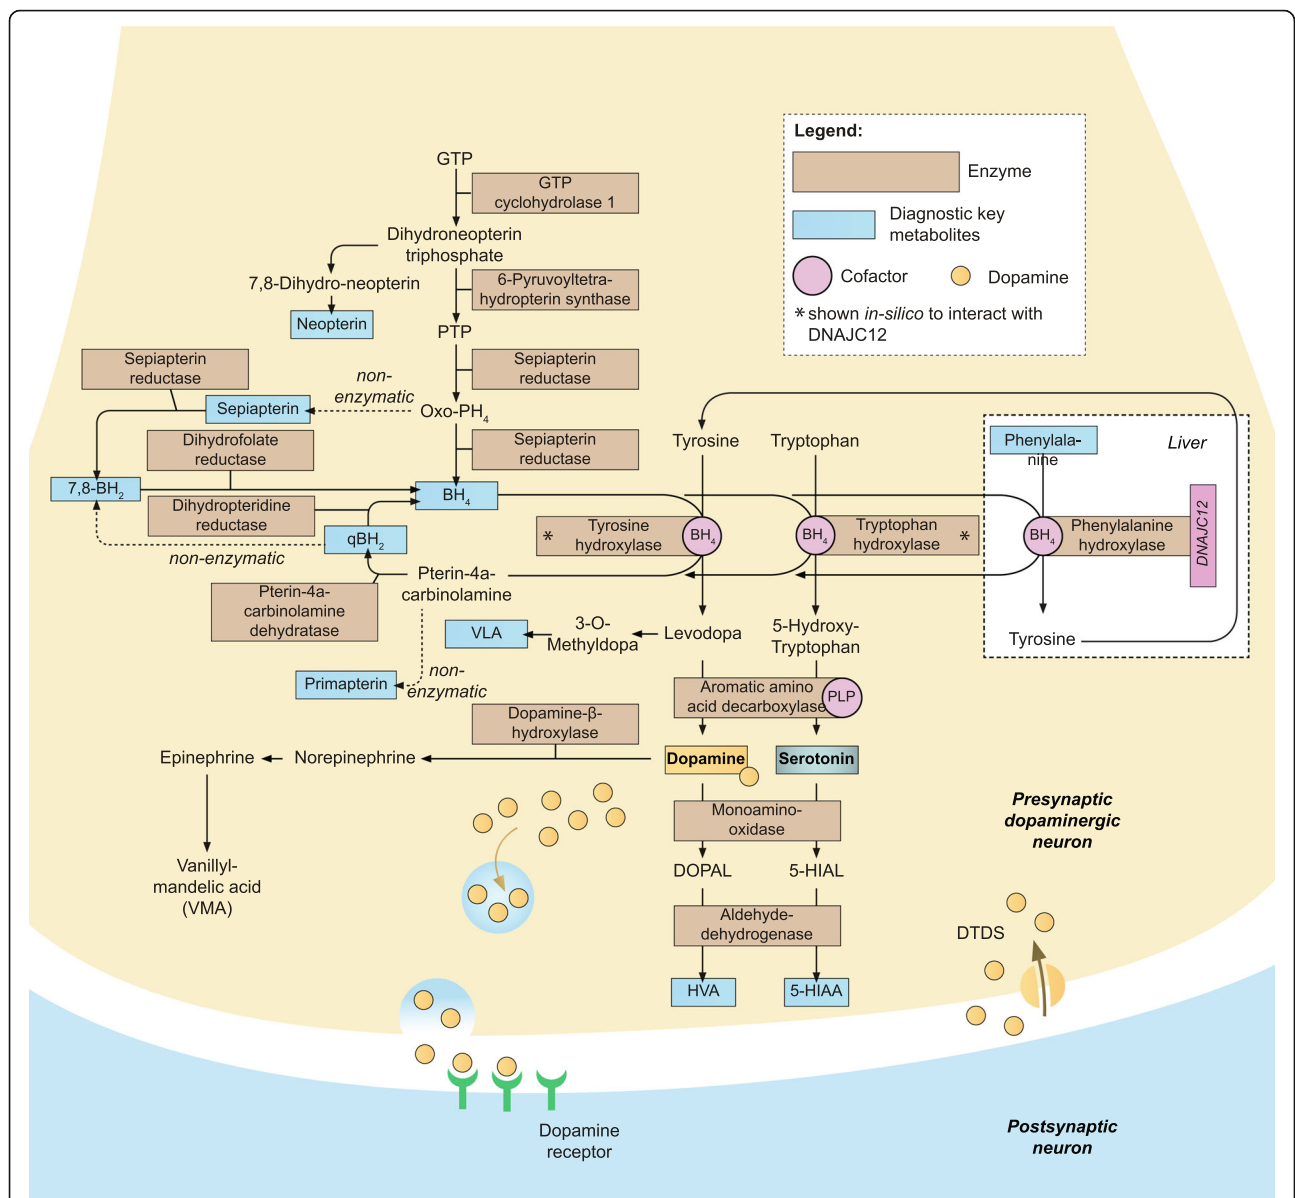 Legend:
Enzyme
Diagnostic key
metabolites
Cofactor
Dopamine
* shown in-silico to interact with
DNAJC12
GTP
GTP
cyclohydrolase 1
Dihydroneopterin
triphosphate
7,8-Dihydro-neopterin
6-Pyruvoyltetra-
hydropterin synthase
Neopterin
PTP
Sepiapterin
reductase
Sepiapterin
reductase
non-
enzymatic
Sepiapterin
Oxo-PH4
Dihydrofolate
reductase
Sepiapterin
reductase
7,8-BH2
BH4
Dihydropteridine
reductase
qBH2
non-enzymatic
Pterin-4a-
carbinolamine
Pterin-4a-
carbinolamine
dehydratase
Primapterin
non-
enzymatic
Tyrosine
Tryptophan
Phenylala-
nine
Liver
*
Tyrosine
hydroxylase
BH4
BH4
Tryptophan
hydroxylase
*
BH4
Phenylalanine
hydroxylase
DNAJC12
Tyrosine
VLA
3-O-
Methyldopa
Levodopa
5-Hydroxy-
Tryptophan
Aromatic amino
acid decarboxylase
PLP
Dopamine-β-
hydroxylase
Epinephrine
Norepinephrine
Dopamine
Serotonin
Monoamino-
oxidase
Vanillyl-
mandelic acid
(VMA)
DOPAL
5-HIAL
Aldehyde-
dehydrogenase
HVA
5-HIAA
Presynaptic
dopaminergic
neuron
DTDS
Dopamine
receptor
Postsynaptic
neuron